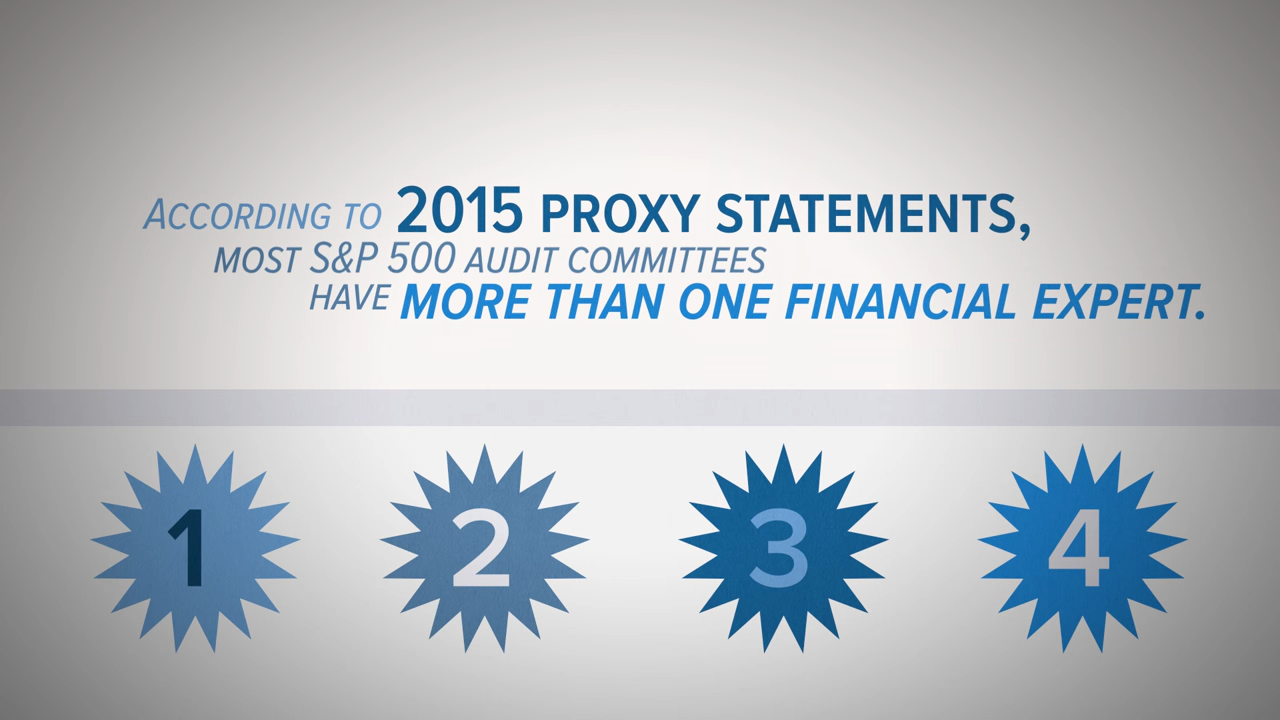 According to 2015 PROXY STATEMENTS,
MOST S&P 500 AUDIT COMMITTEES
HAVE MORE THAN ONE FINANCIAL EXPERT.
1 2 3 4